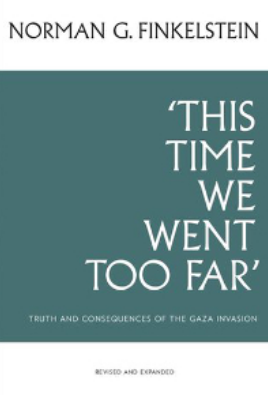 NORMAN G. FINKELSTEIN
‘THIS
TIME
WE
WENT
TOO FAR’
TRUTH AND CONSEQUENCES OF THE GAZA INVASION
REVISED AND EXPANDED